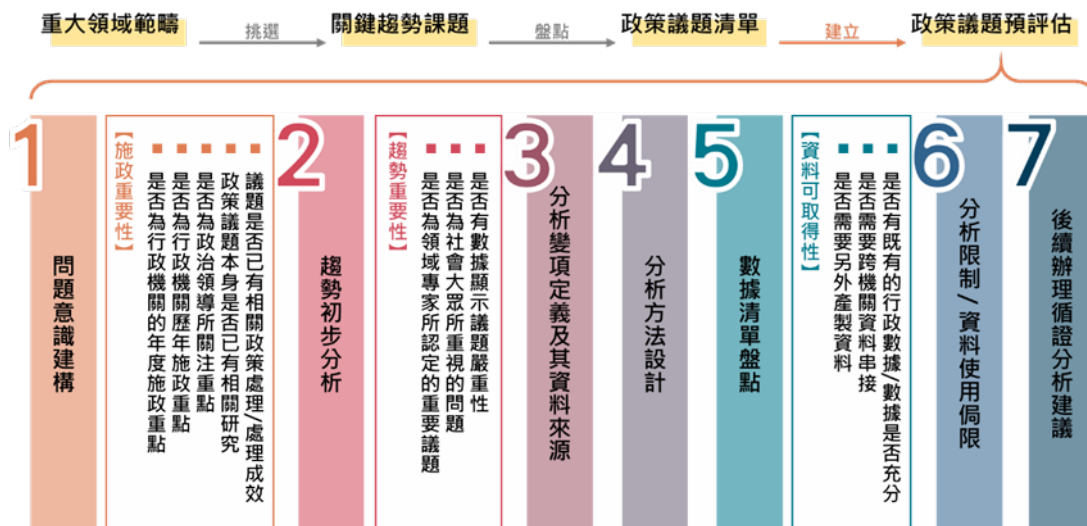 重大領域範疇
挑選
關鍵趨勢課題
盤點
政策議題清單
建立
政策議題預評估
1
問題意識建構
【施政重要性】
是否為行政機關的年度施政重點
是否為行政機關歷年施政重點
是否為政治領導所關注重點
政策議題本身是否已有相關研究
議題是否已有相關政策處理/處理成效
2
趨勢初步分析
【趨勢重要性】
是否為領域專家所認定的重要議題
是否為社會大眾所重視的問題
是否有數據顯示議題嚴重性
3
分析變項定義及其資料來源
4
分析方法設計
5
數據清單盤點
【資料可取得性】
是否需要另外產製資料
是否需要跨機關資料串接
是否有既有的行政數據/數據是否充分
6
分析限制/資料使用侷限
7
後續辦理循證分析建議